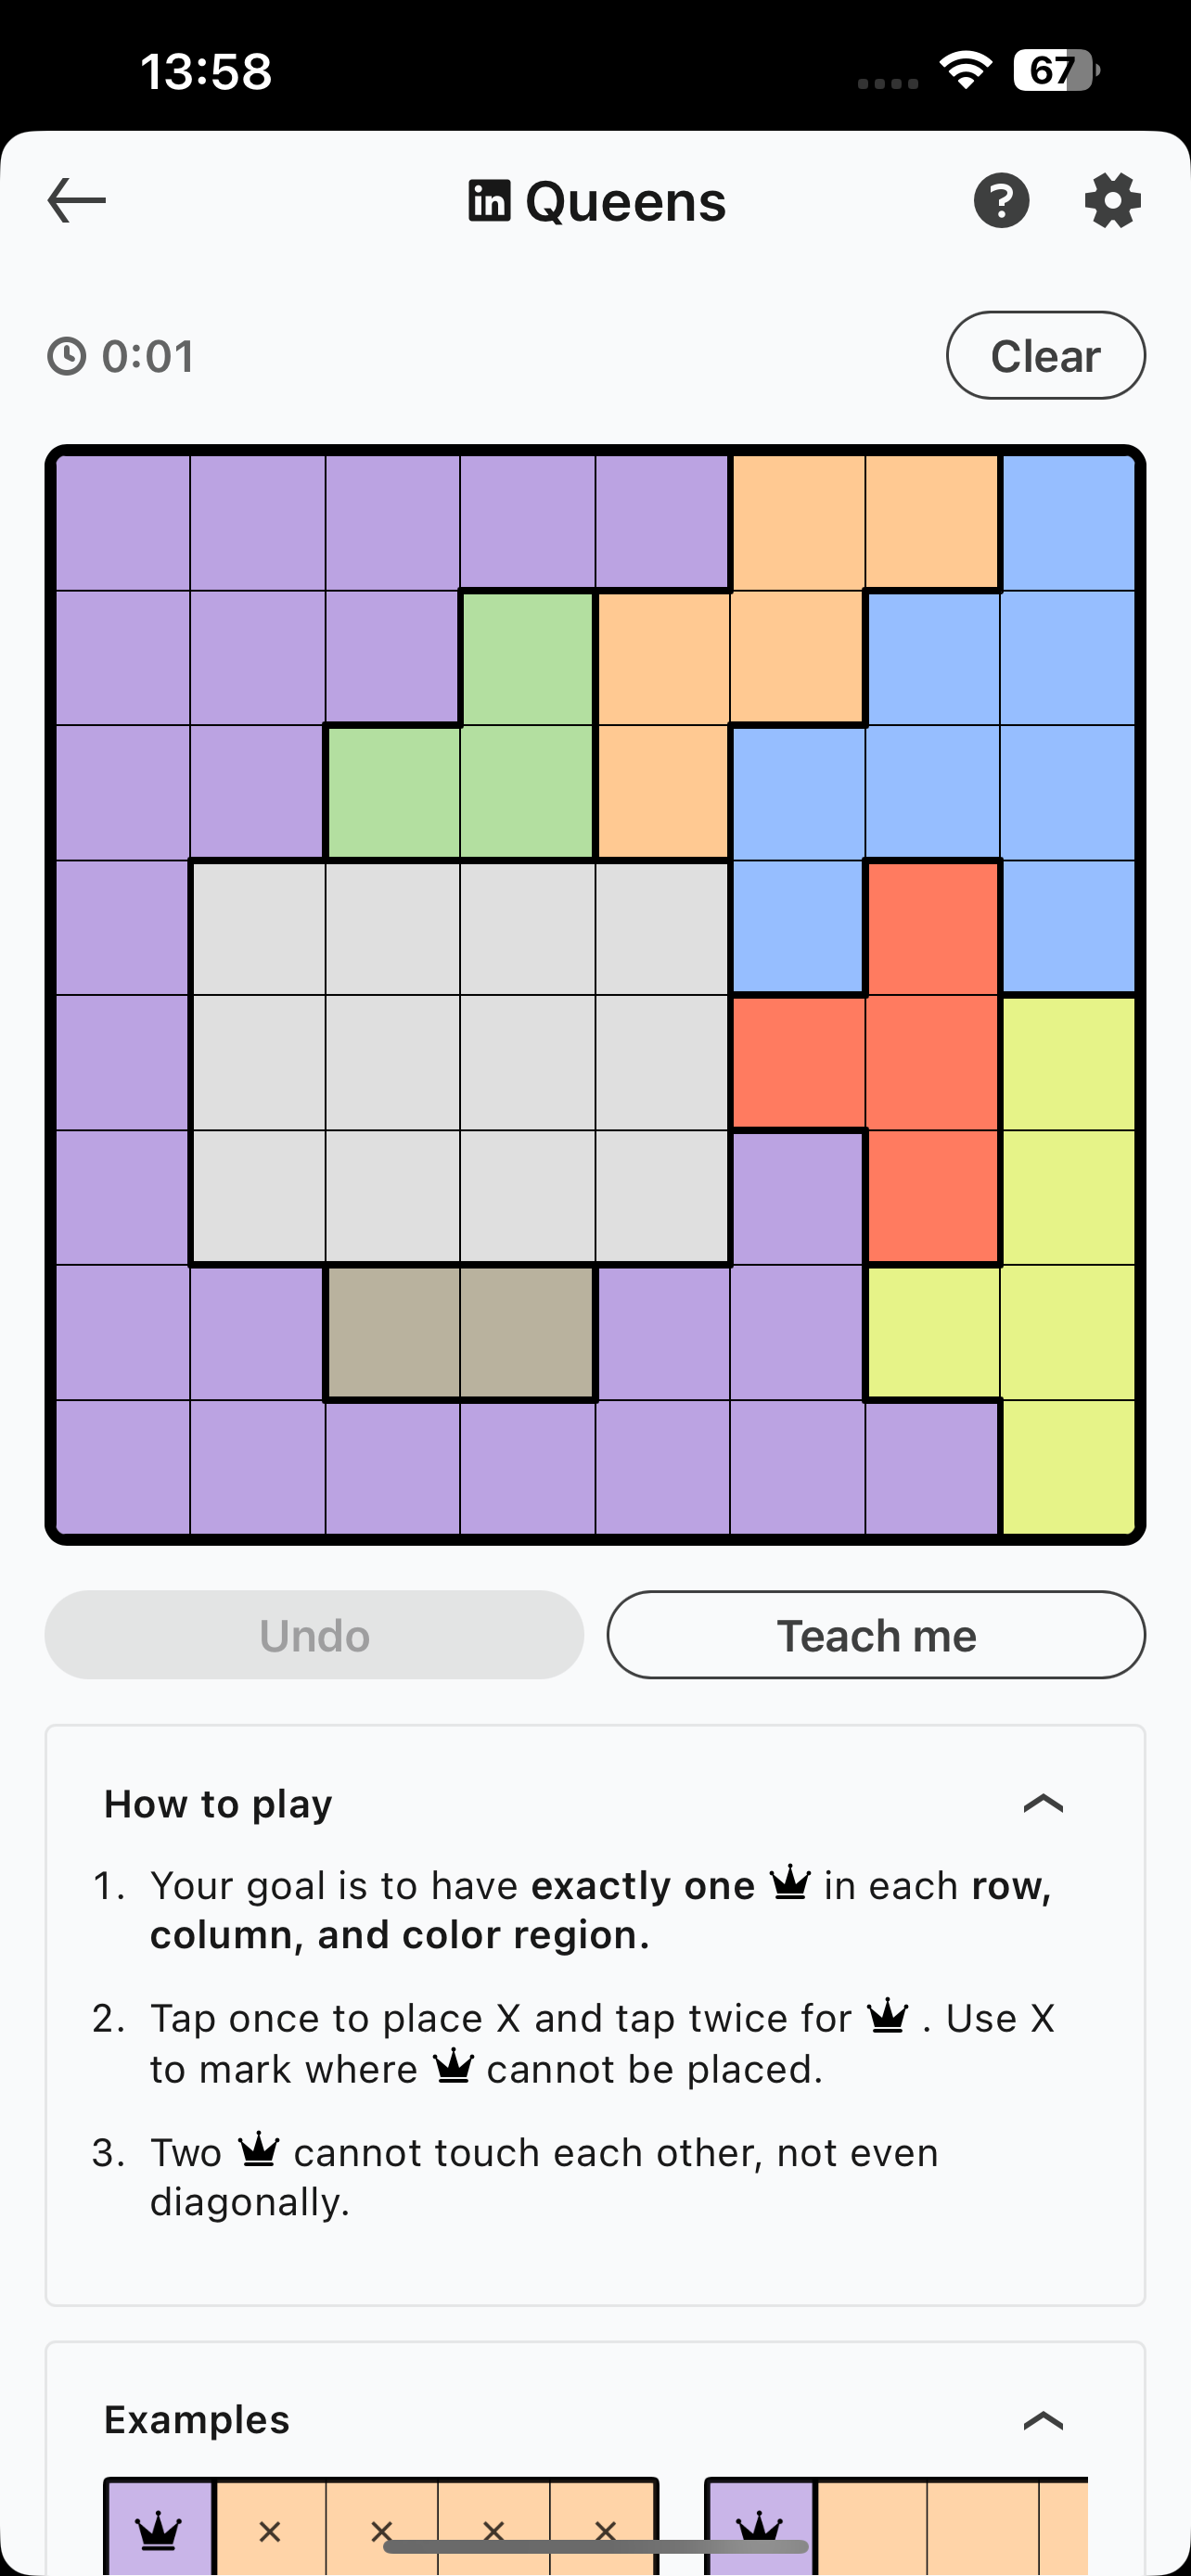 13:58
67
in Queens
?
0:01
Clear
Undo
Teach me
How to play
1. Your goal is to have exactly one in each row,
column, and color region.
2. Tap once to place X and tap twice for . Use X
to mark where cannot be placed.
3. Two cannot touch each other, not even
diagonally.
Examples
× × × ×